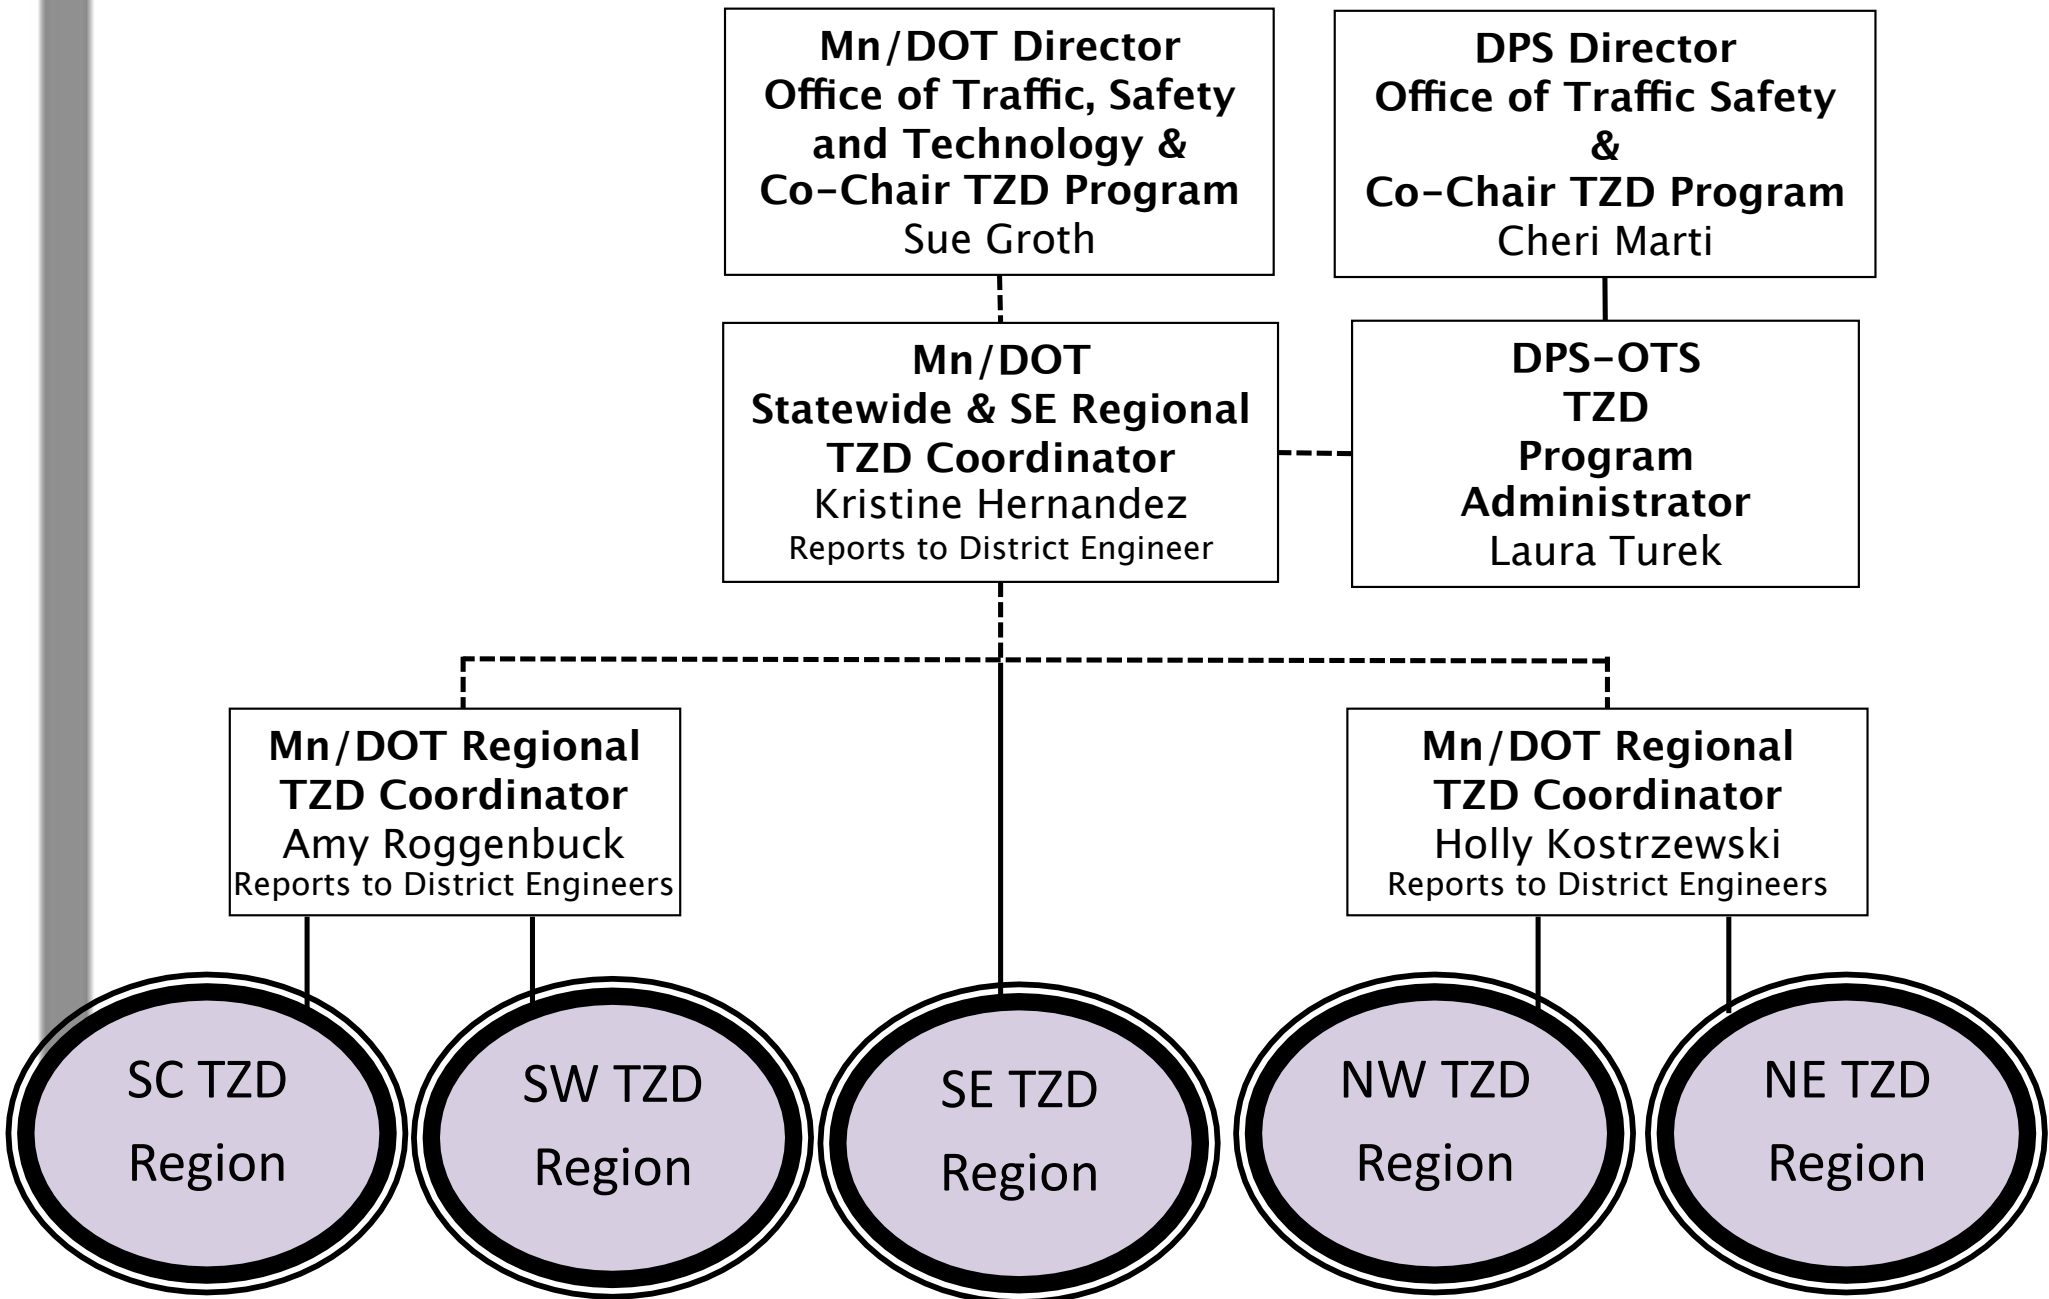 Mn/DOT Director
Office of Traffic, Safety
and Technology &
Co-Chair TZD Program
Sue Groth
DPS Director
Office of Traffic Safety
&
Co-Chair TZD Program
Cheri Marti
Mn/DOT
Statewide & SE Regional
TZD Coordinator
Kristine Hernandez
Reports to District Engineer
DPS-OTS
TZD
Program
Administrator
Laura Turek
Mn/DOT Regional
TZD Coordinator
Amy Roggenbuck
Reports to District Engineers
Mn/DOT Regional
TZD Coordinator
Holly Kostrzewski
Reports to District Engineers
SC TZD
Region
SW TZD
Region
SE TZD
Region
NW TZD
Region
NE TZD
Region